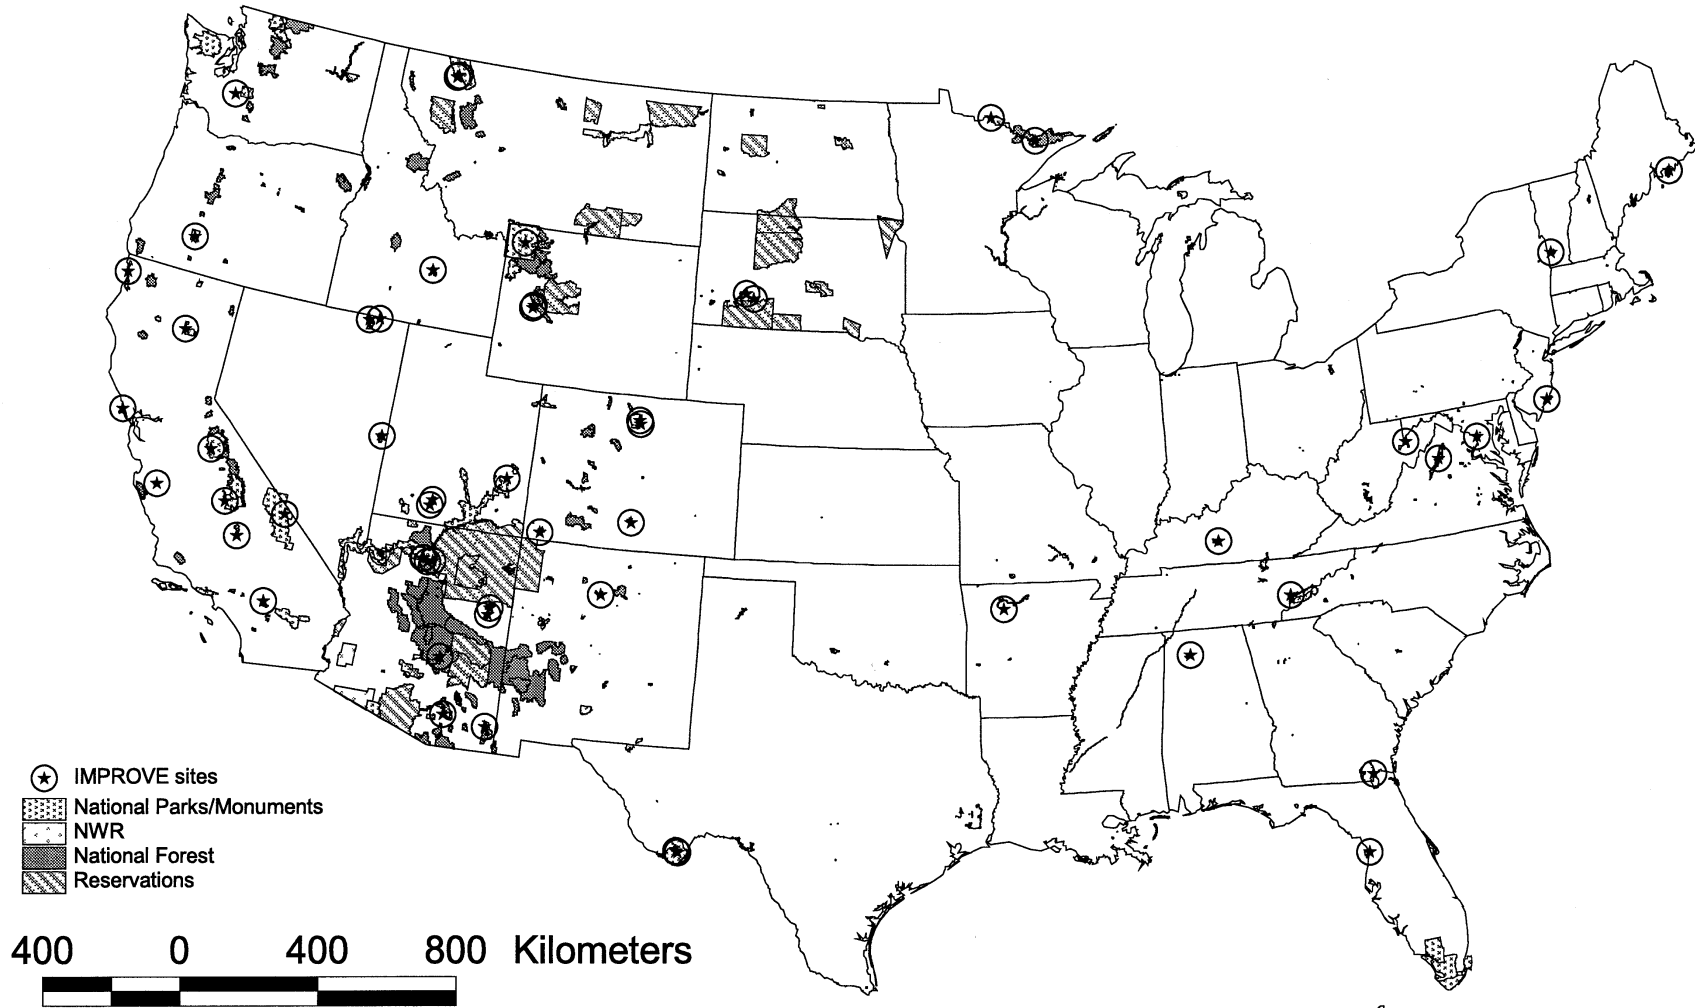 IMPROVE sites
National Parks/Monuments
NWR
National Forest
Reservations
400 0 400 800 Kilometers